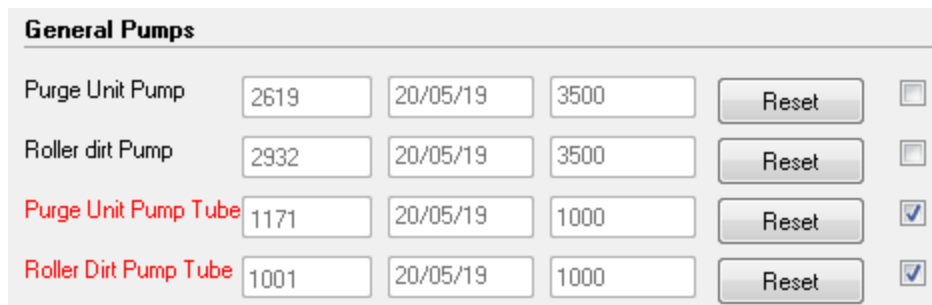 General Pumps
Purge Unit Pump 2619 20/05/19 3500 Reset
Roller dirt Pump 2932 20/05/19 3500 Reset
Purge Unit Pump Tube 1171 20/05/19 1000 Reset
Roller Dirt Pump Tube 1001 20/05/19 1000 Reset